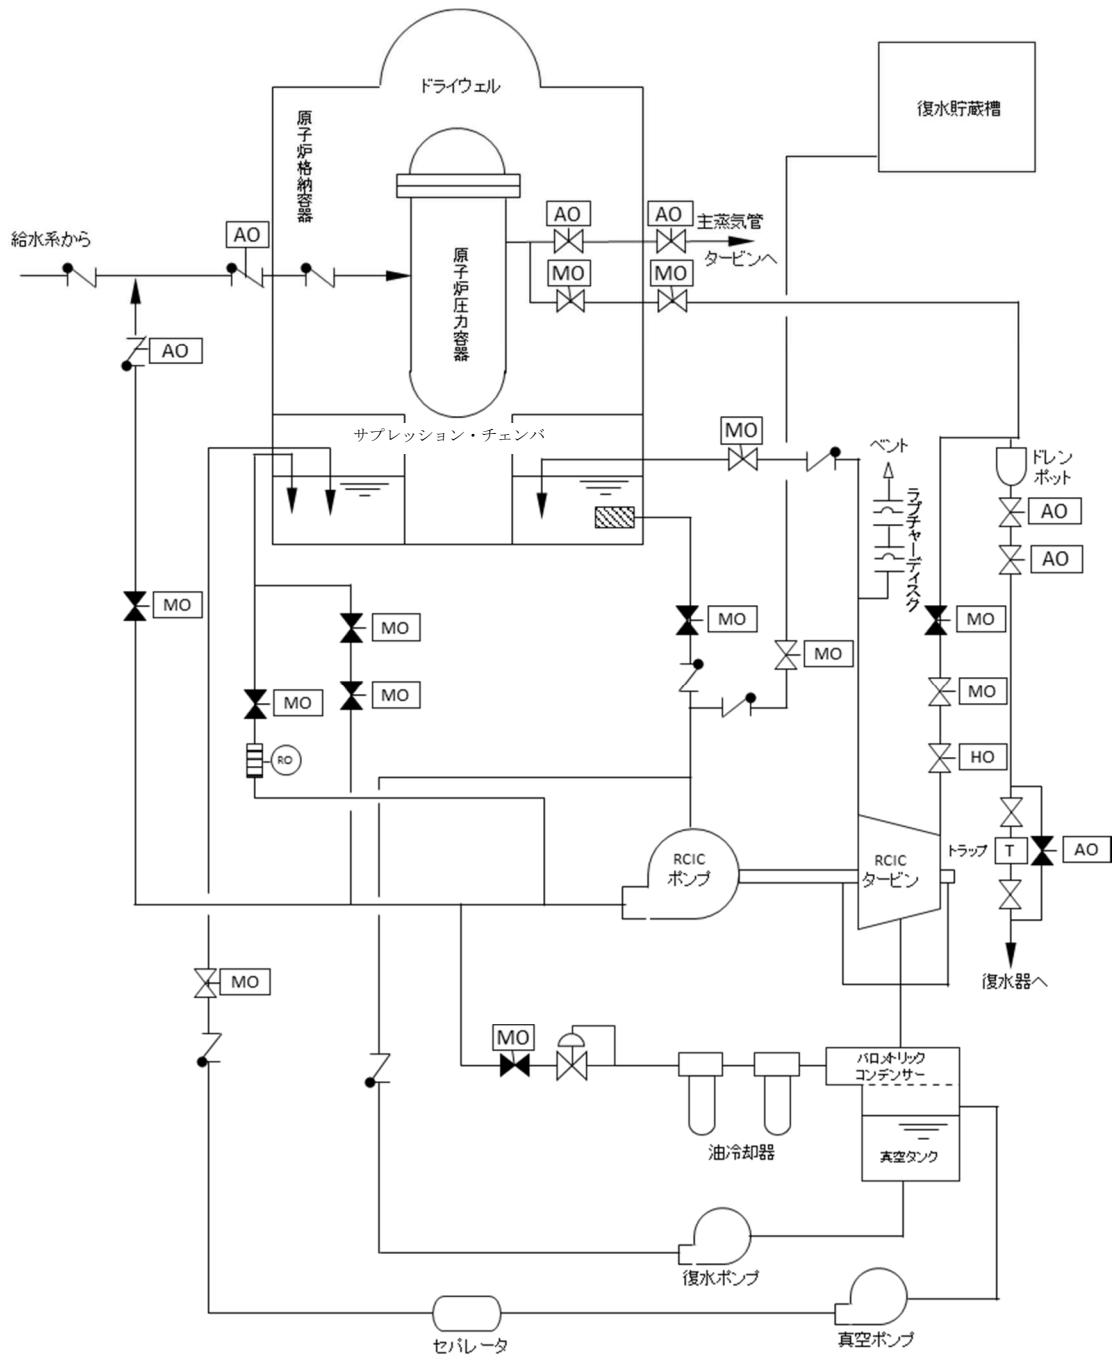 ドライウェル
原子炉格納容器
復水貯蔵槽
給水系から
AO
AO
AO
主蒸気管
タービンへ
原子炉圧力容器
MO
MO
AO
サプレッション・チェンバ
MO
ベント
ラプチャーディスク
ドレン
ポット
AO
AO
MO
MO
MO
MO
MO
MO
MO
MO
HO
RO
RCIC
ポンプ
RCIC
タービン
トラップ
T
AO
MO
復水器へ
MO
バロメトリック
コンデンサー
油冷却器
真空タンク
復水ポンプ
セパレータ
真空ポンプ